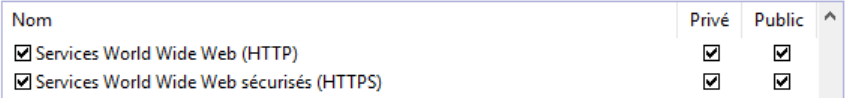 Nom Privé Public
Services World Wide Web (HTTP)
Services World Wide Web sécurisés (HTTPS)